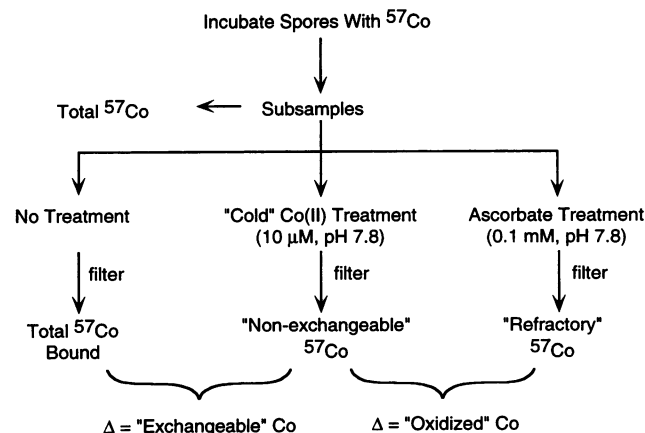 Incubate Spores With 57Co
Total 57Co
Subsamples
No Treatment
"Cold" Co(II) Treatment
(10 µM, pH 7.8)
Ascorbate Treatment
(0.1 mM, pH 7.8)
filter
filter
filter
Total 57Co
Bound
"Non-exchangeable"
57Co
"Refractory"
57Co
Δ = "Exchangeable" Co
Δ = "Oxidized" Co